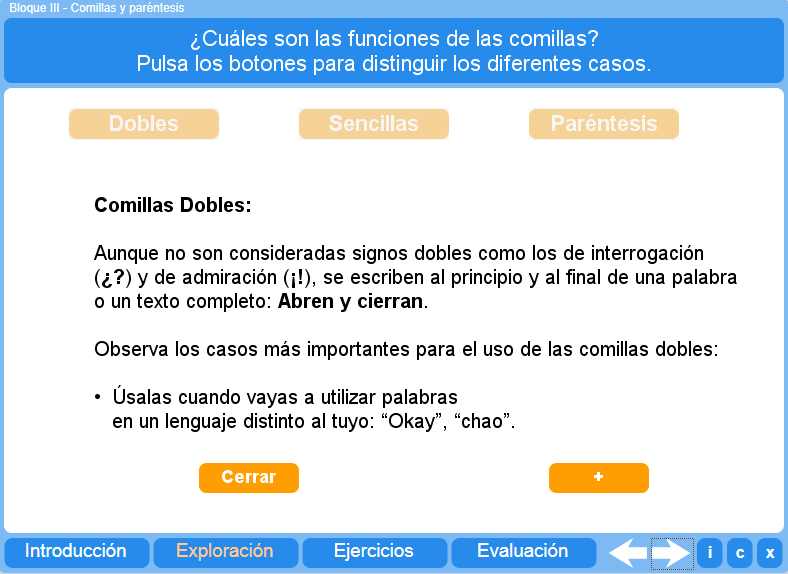 Bloque III - Comillas y paréntesis
¿Cuáles son las funciones de las comillas?
Pulsa los botones para distinguir los diferentes casos.
Dobles
Sencillas
Paréntesis
Comillas Dobles:
Aunque no son consideradas signos dobles como los de interrogación
(¿?) y de admiración (¡!), se escriben al principio y al final de una palabra
o un texto completo: Abren y cierran.
Observa los casos más importantes para el uso de las comillas dobles:
• Úsalas cuando vayas a utilizar palabras
en un lenguaje distinto al tuyo: “Okay”, “chao”.
Cerrar
+
Introducción
Exploración
Ejercicios
Evaluación
i
c
x